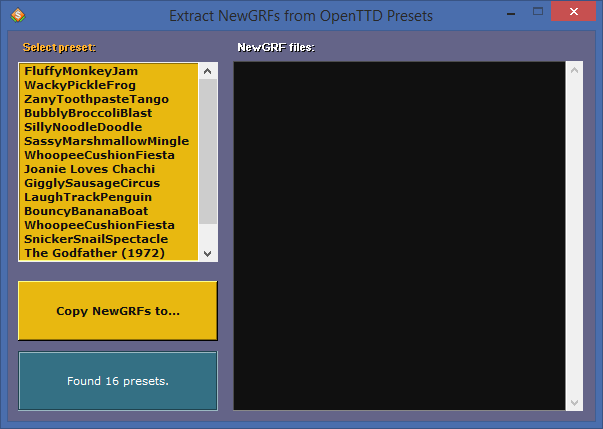 Extract NewGRFs from OpenTTD Presets
Select preset:
FluffyMonkeyJam
WackyPickleFrog
ZanyToothpasteTango
BubblyBroccoliBlast
SillyNoodleDoodle
SassyMarshmallowMingle
WhoopeeCushionFiesta
Joanie Loves Chachi
GigglySausageCircus
LaughTrackPenguin
BouncyBananaBoat
WhoopeeCushionFiesta
SnickerSnailSpectacle
The Godfather (1972)
Copy NewGRFs to...
Found 16 presets.
NewGRF files: